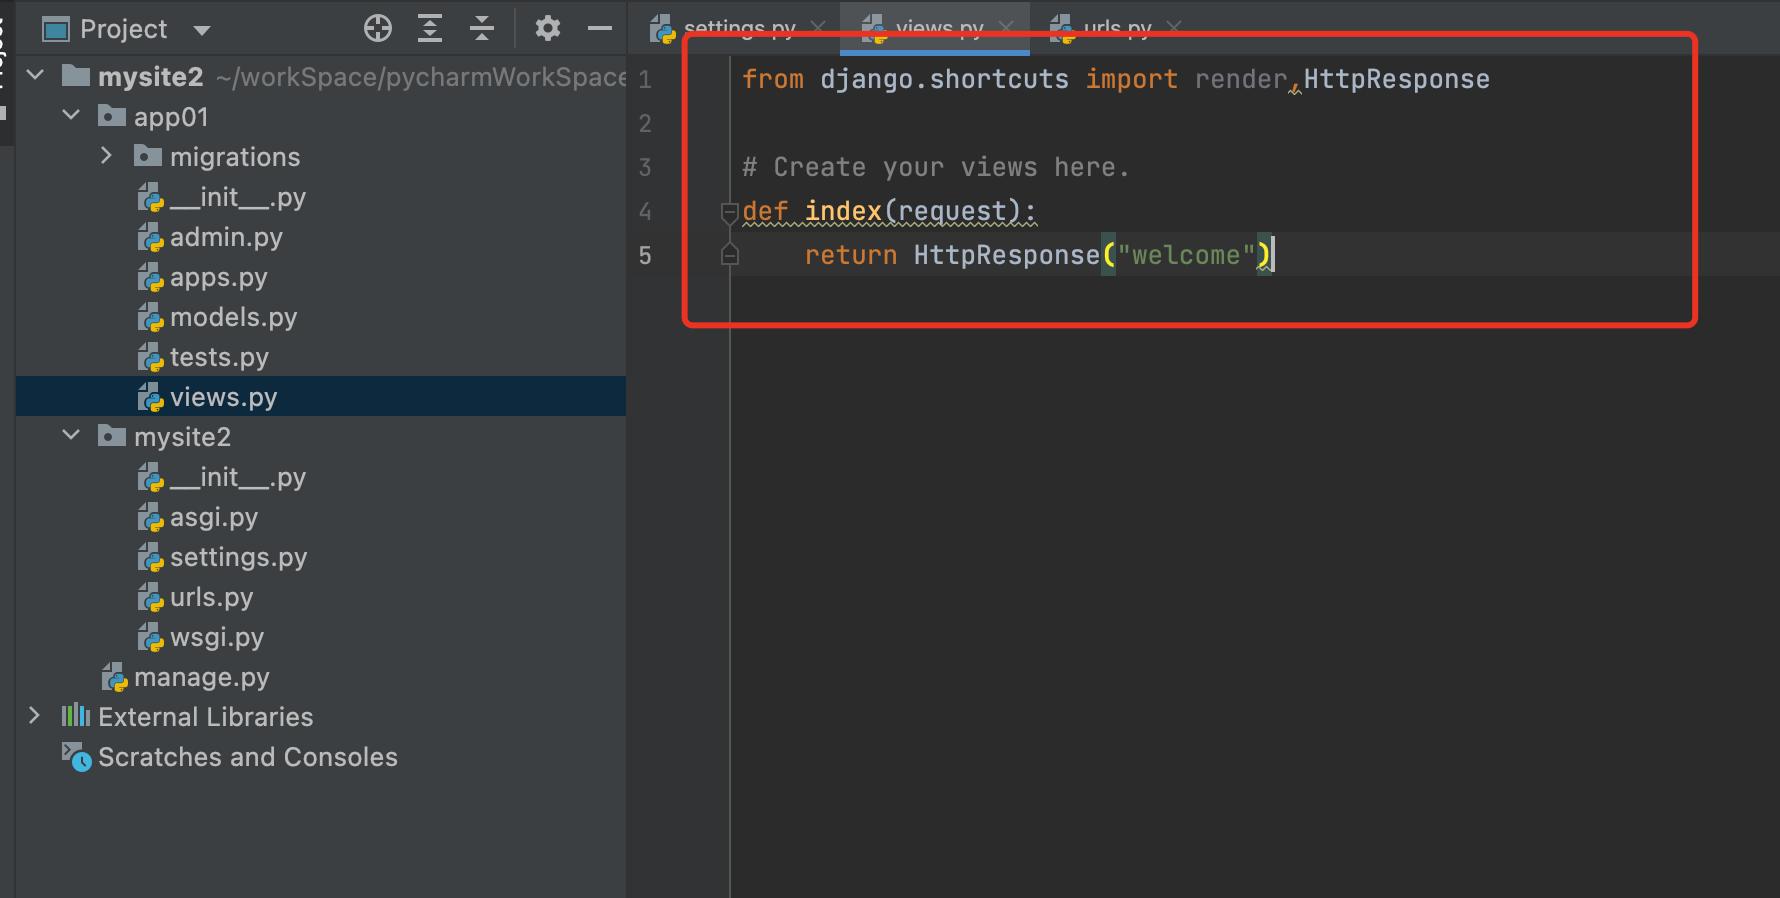 Project
mysite2 ~/workSpace/pycharmWorkSpace
app01
migrations
__init__.py
admin.py
apps.py
models.py
tests.py
views.py
mysite2
__init__.py
asgi.py
settings.py
urls.py
wsgi.py
manage.py
External Libraries
Scratches and Consoles
settings.py
views.py
urls.py
1 from django.shortcuts import render,HttpResponse
2
3 # Create your views here.
4 def index(request):
5 return HttpResponse("welcome")